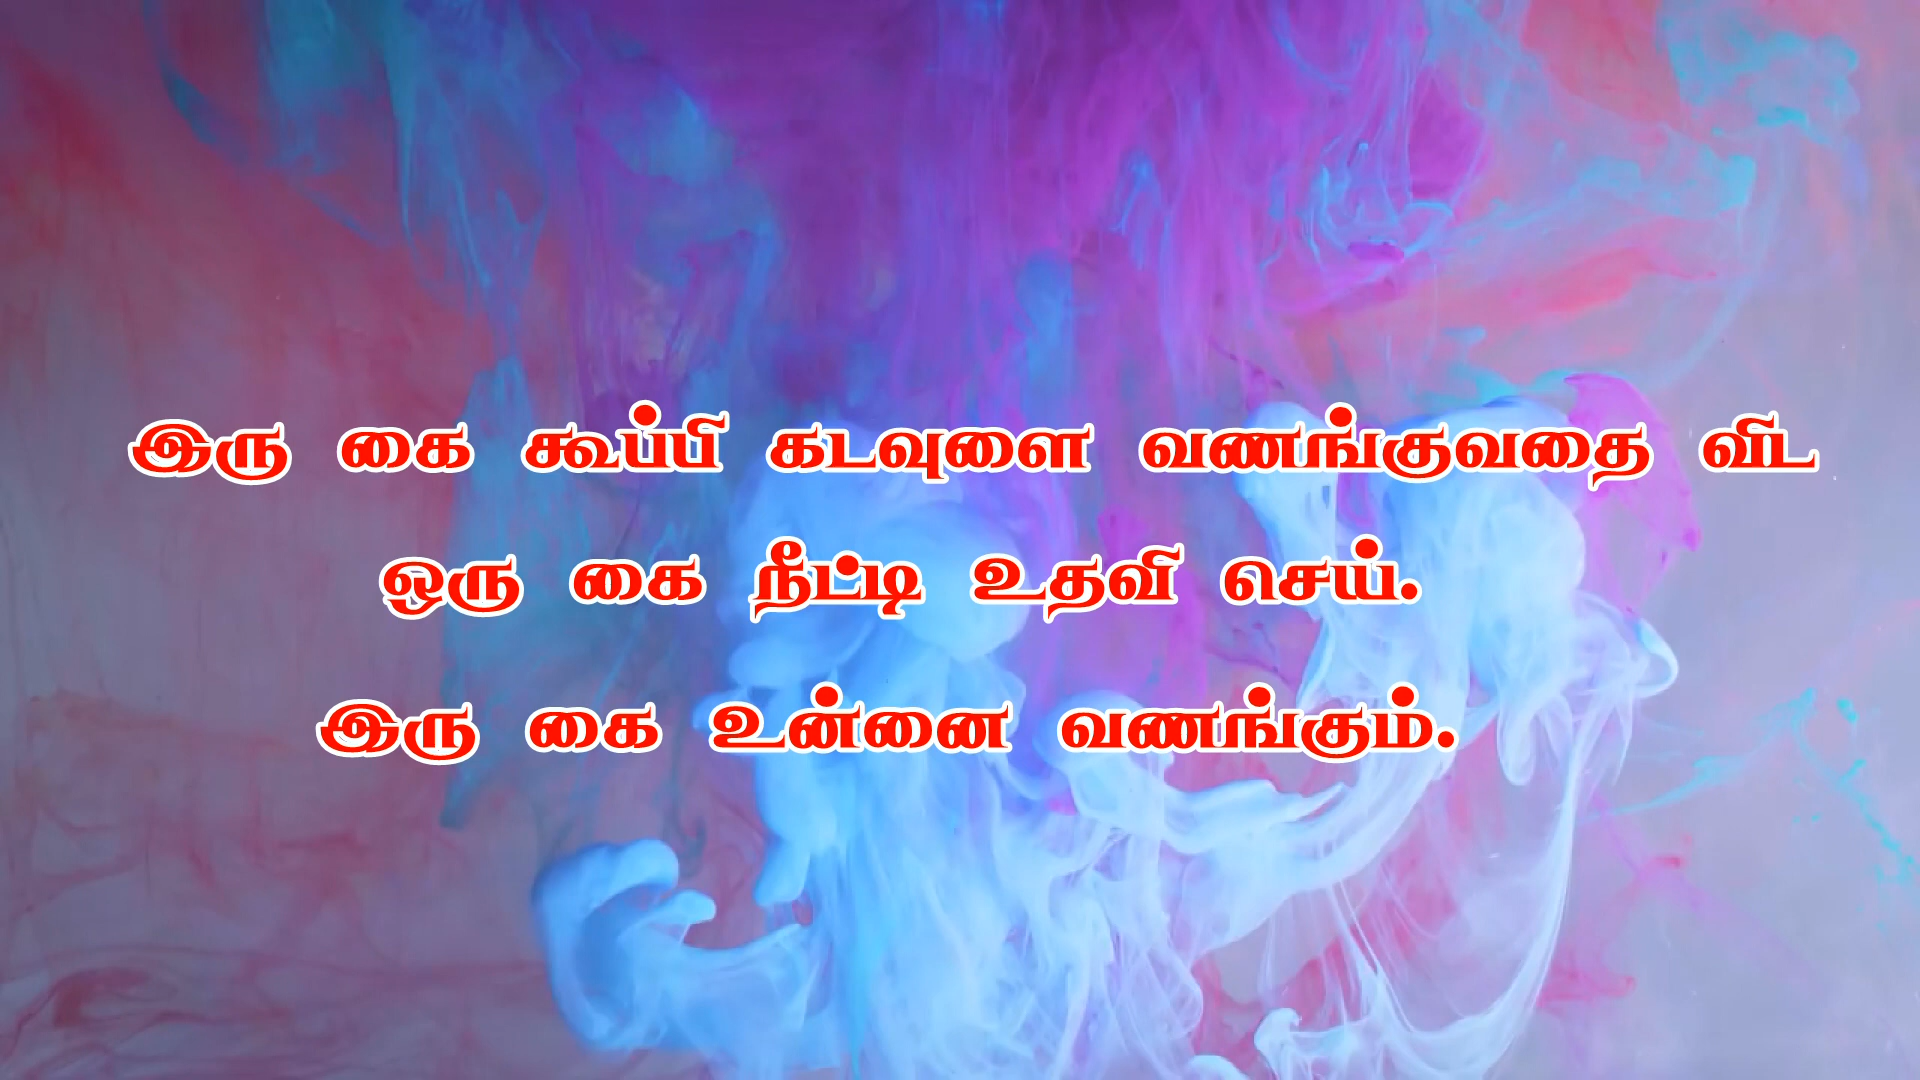 இரு கை கூப்பி கடவுளை வணங்குவதை விட
ஒரு கை நீட்டி உதவி செய்.
இரு கை உன்னை வணங்கும்.